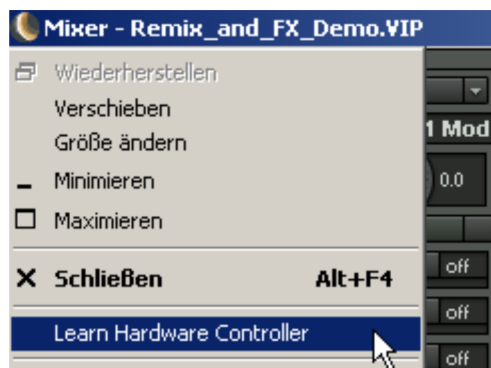 Mixer - Remix_and_FX_Demo.VIP
Wiederherstellen
Verschieben
1 Mod
Größe ändern
Minimieren
0.0
Maximieren
Schließen Alt+F4
off
off
Learn Hardware Controller
off